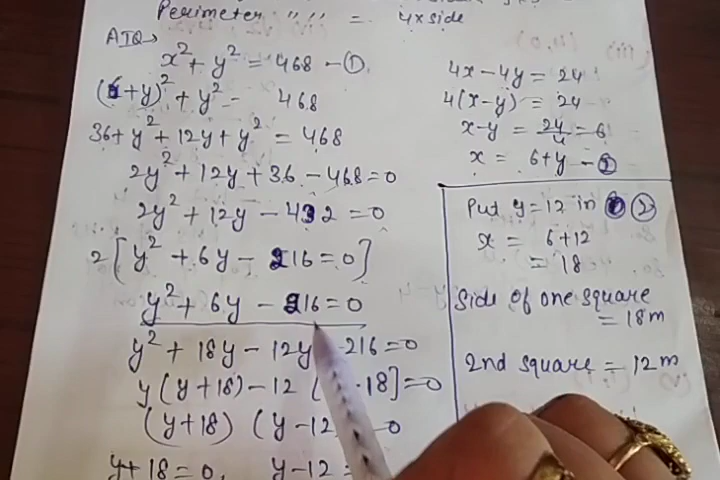 Perimeter " " = 4x side
ATQ→
x² + y² = 468 – ①
(6+y)² + y² = 468
36 + y² + 12y + y² = 468
2y² + 12y + 36 – 468 = 0
2y² + 12y – 432 = 0
2[y² + 6y – 216 = 0]
y² + 6y – 216 = 0
y² + 18y – 12y 216 = 0
y(y+18) – 12 ( 18] = 0
(y+18) (y–12) 0
y+18 = 0, y–12 =
4x – 4y = 24
4(x–y) = 24
x–y = 24/4 = 6
x = 6+y – ②
Put y = 12 in ②
x = 6+12
= 18
Side of one square
= 18m
2nd square = 12m